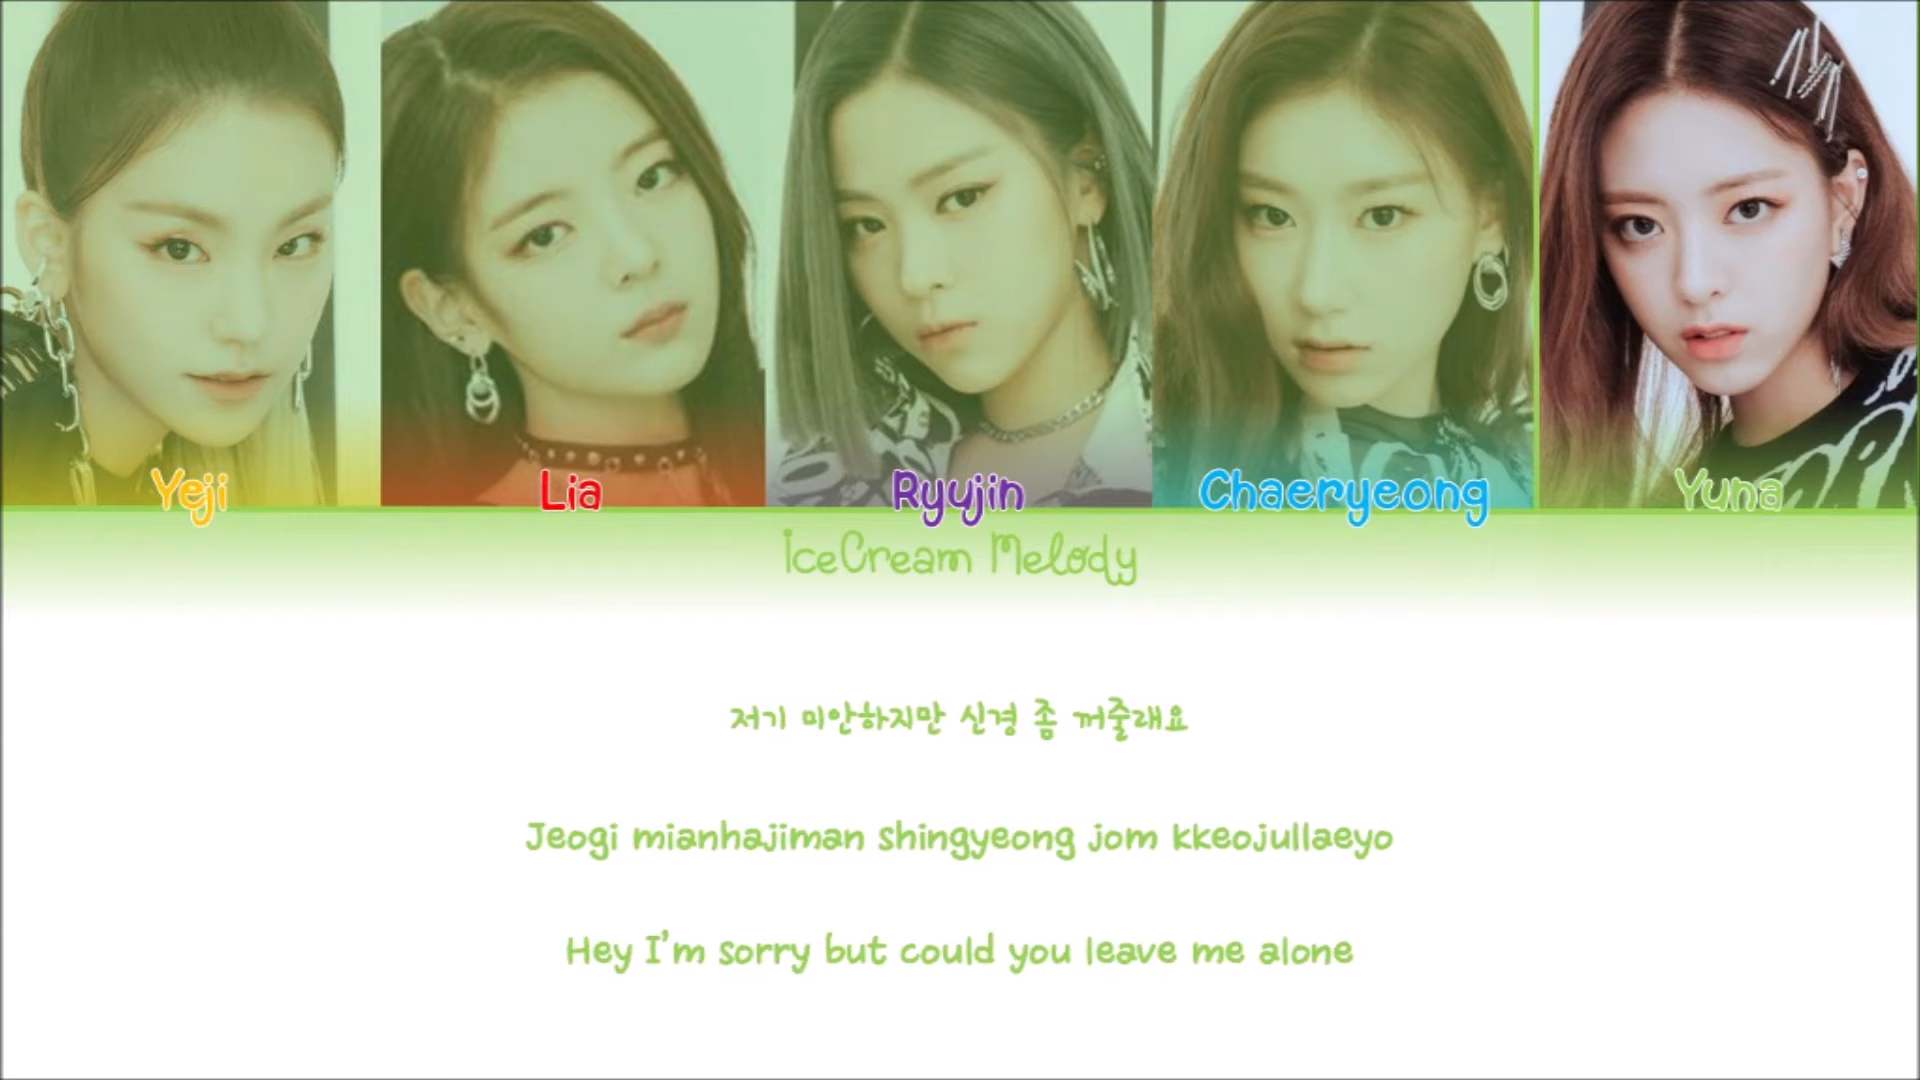 Yeji Lia Ryujin Chaeryeong Yuna
IceCream Melody
저기 미안하지만 신경 좀 꺼줄래요
Jeogi mianhajiman shingyeong jom kkeojullaeyo
Hey I'm sorry but could you leave me alone